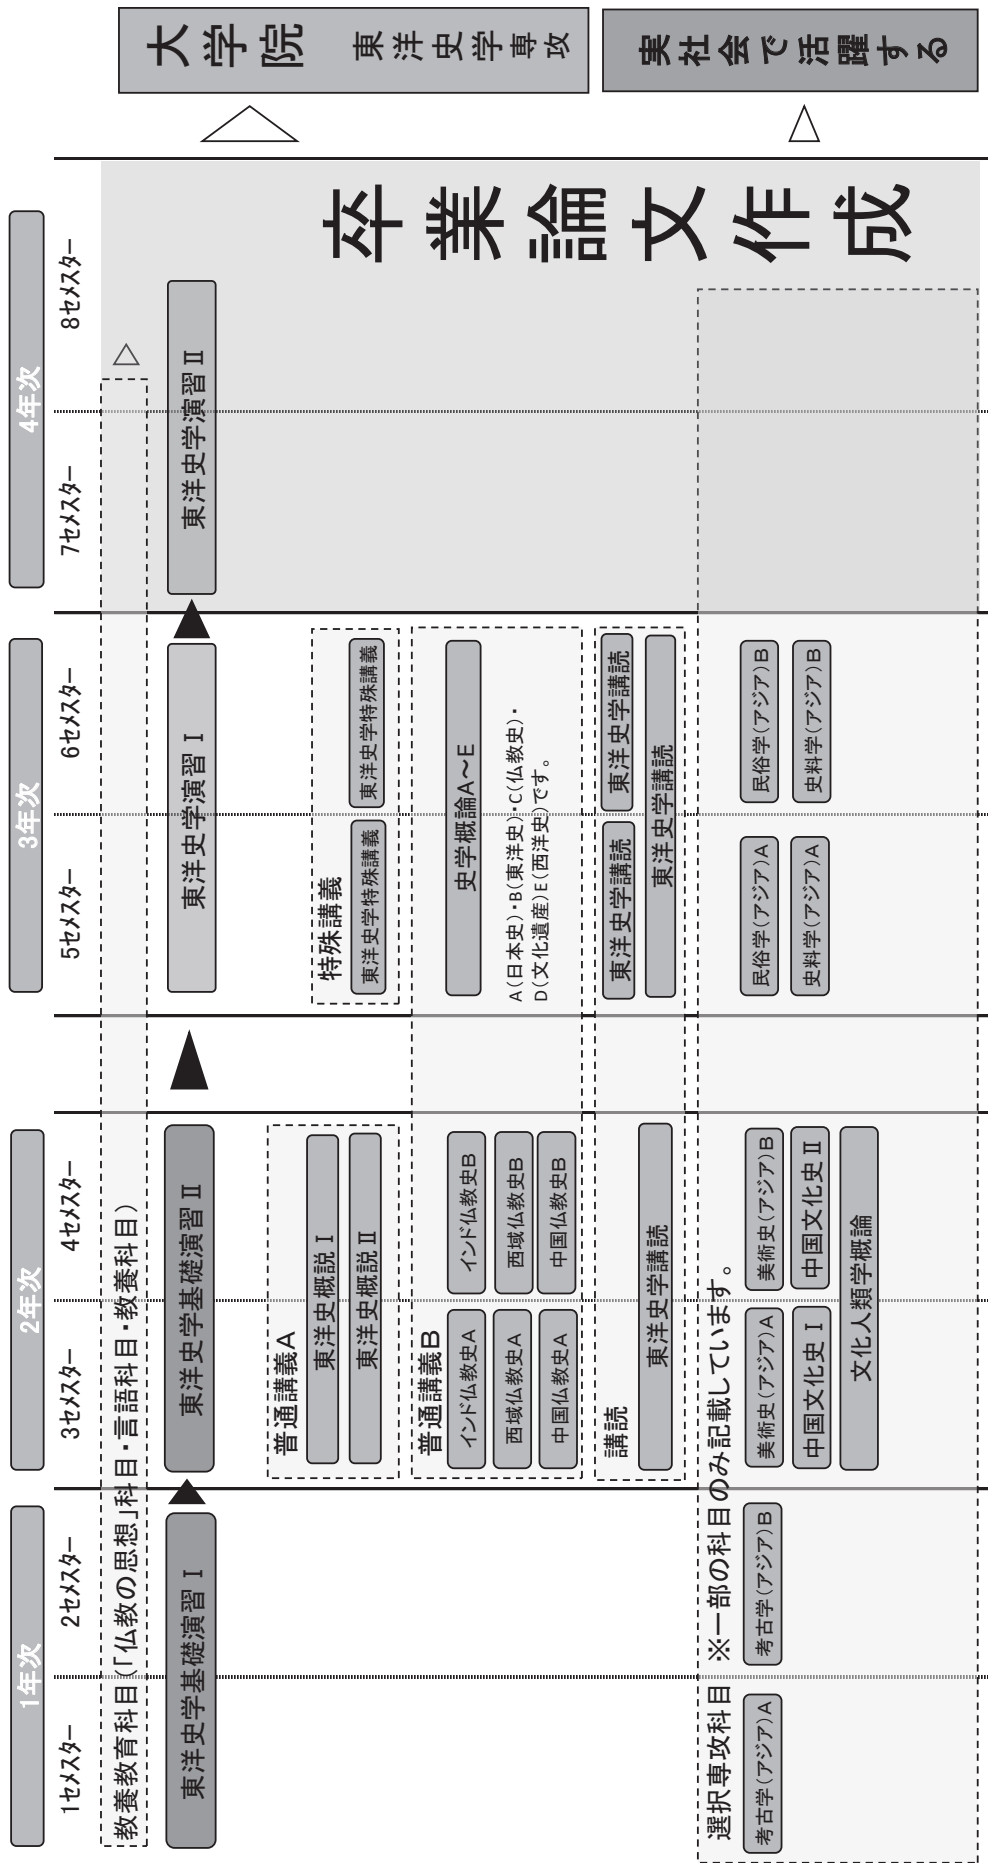 1年次
2年次
3年次
4年次
1セメスター
2セメスター
3セメスター
4セメスター
5セメスター
6セメスター
7セメスター
8セメスター
教養教育科目(「仏教の思想」科目・言語科目・教養科目)
東洋史学基礎演習Ⅰ
東洋史学基礎演習Ⅱ
東洋史学演習Ⅰ
東洋史学演習Ⅱ
普通講義A
東洋史概説Ⅰ
東洋史概説Ⅱ
特殊講義
東洋史学特殊講義
東洋史学特殊講義
普通講義B
インド仏教史A
インド仏教史B
西域仏教史A
西域仏教史B
中国仏教史A
中国仏教史B
史学概論A〜E
A(日本史)・B(東洋史)・C(仏教史)・
D(文化遺産)E(西洋史)です。
講読
東洋史学講読
東洋史学講読
東洋史学講読
東洋史学講読
選択専攻科目 ※一部の科目のみ記載しています。
考古学(アジア)A
考古学(アジア)B
美術史(アジア)A
美術史(アジア)B
中国文化史Ⅰ
中国文化史Ⅱ
文化人類学概論
民俗学(アジア)A
民俗学(アジア)B
史料学(アジア)A
史料学(アジア)B
卒業論文作成
大学院 東洋史学専攻
実社会で活躍する